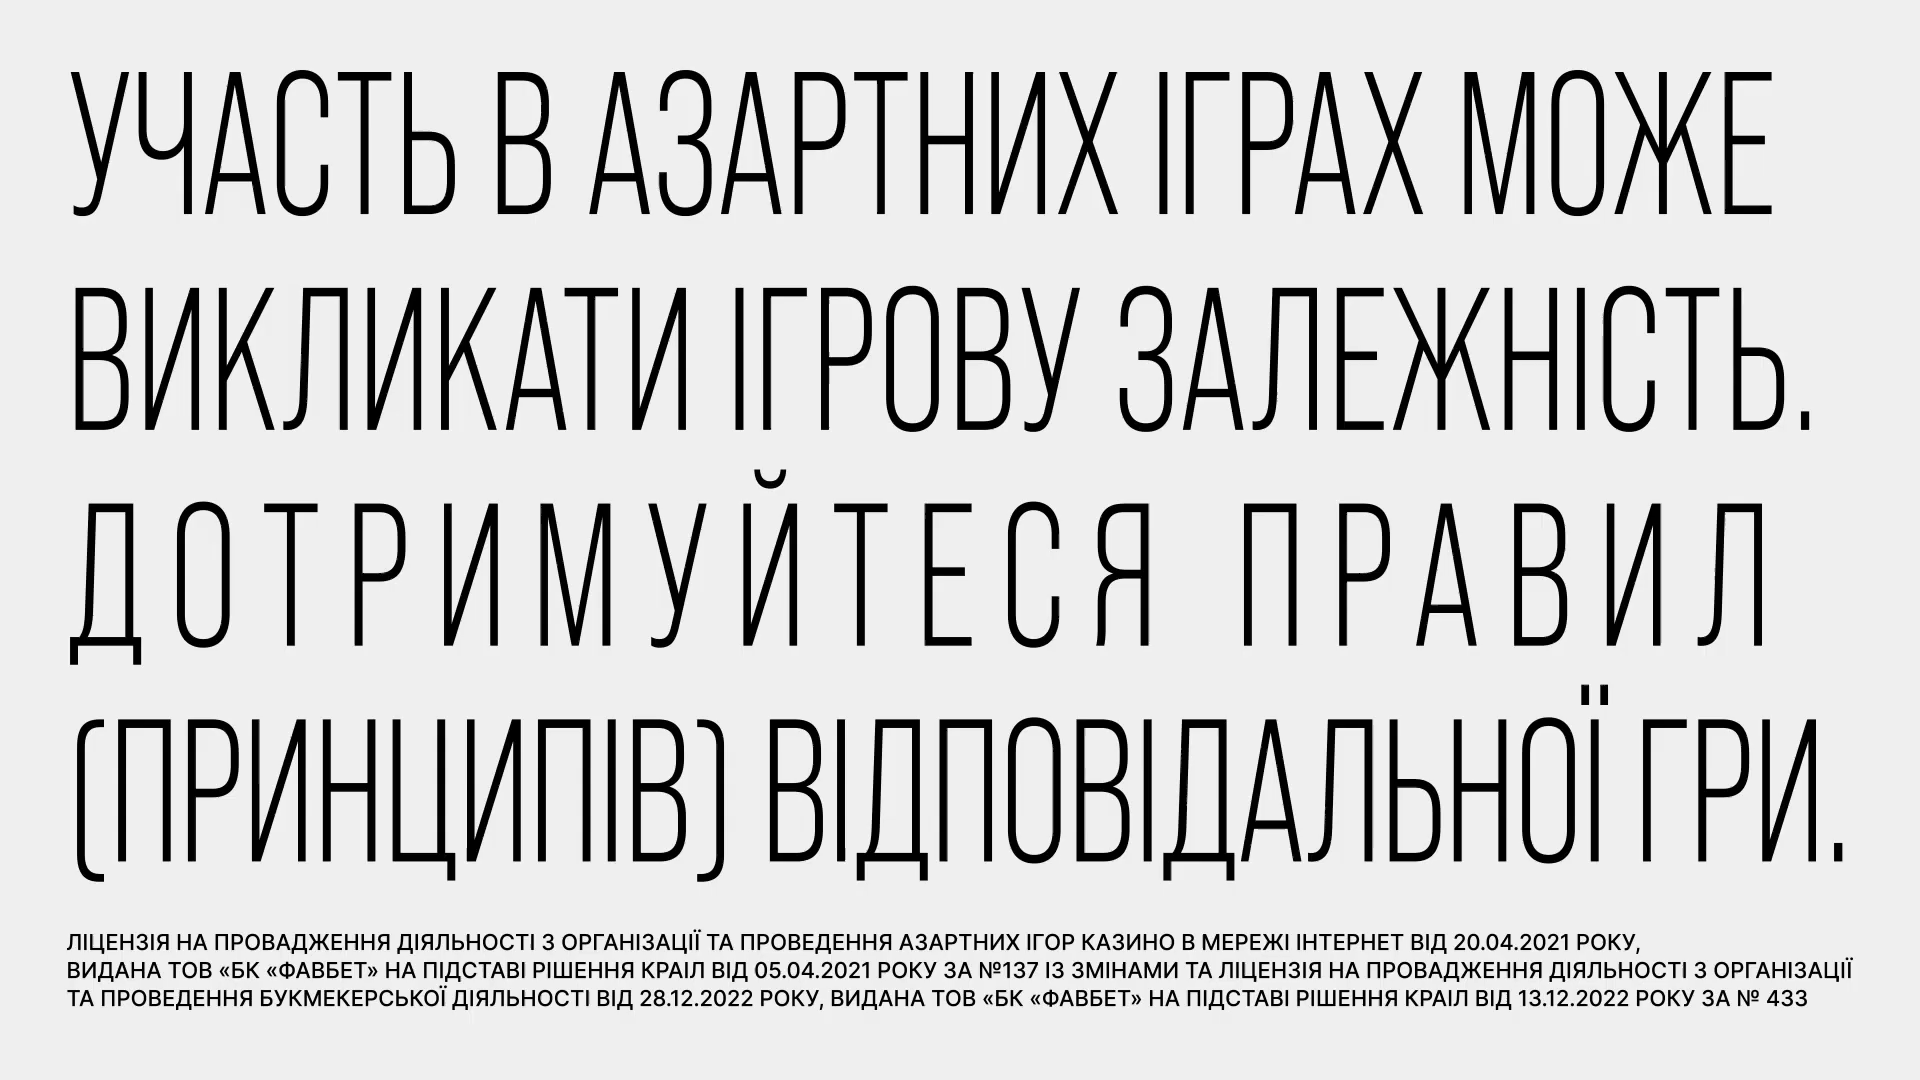 УЧАСТЬ В АЗАРТНИХ ІГРАХ МОЖЕ
ВИКЛИКАТИ ІГРОВУ ЗАЛЕЖНІСТЬ.
ДОТРИМУЙТЕСЯ ПРАВИЛ
(ПРИНЦИПІВ) ВІДПОВІДАЛЬНОЇ ГРИ.
ЛІЦЕНЗІЯ НА ПРОВАДЖЕННЯ ДІЯЛЬНОСТІ З ОРГАНІЗАЦІЇ ТА ПРОВЕДЕННЯ АЗАРТНИХ ІГОР КАЗИНО В МЕРЕЖІ ІНТЕРНЕТ ВІД 20.04.2021 РОКУ,
ВИДАНА ТОВ «БК «ФАВБЕТ» НА ПІДСТАВІ РІШЕННЯ КРАІЛ ВІД 05.04.2021 РОКУ ЗА №137 ІЗ ЗМІНАМИ ТА ЛІЦЕНЗІЯ НА ПРОВАДЖЕННЯ ДІЯЛЬНОСТІ З ОРГАНІЗАЦІЇ
ТА ПРОВЕДЕННЯ БУКМЕКЕРСЬКОЇ ДІЯЛЬНОСТІ ВІД 28.12.2022 РОКУ, ВИДАНА ТОВ «БК «ФАВБЕТ» НА ПІДСТАВІ РІШЕННЯ КРАІЛ ВІД 13.12.2022 РОКУ ЗА № 433